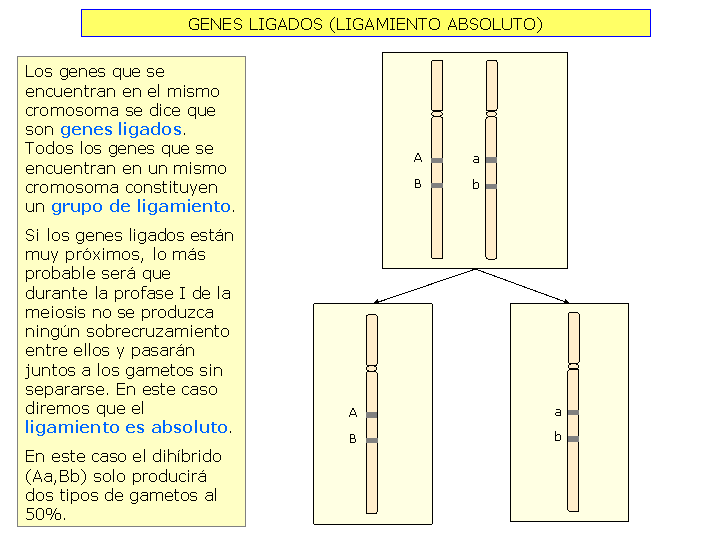 GENES LIGADOS (LIGAMIENTO ABSOLUTO)
Los genes que se
encuentran en el mismo
cromosoma se dice que
son genes ligados.
Todos los genes que se
encuentran en un mismo
cromosoma constituyen
un grupo de ligamiento.
Si los genes ligados están
muy próximos, lo más
probable será que
durante la profase I de la
meiosis no se produzca
ningún sobrecruzamiento
entre ellos y pasarán
juntos a los gametos sin
separarse. En este caso
diremos que el
ligamiento es absoluto.
En este caso el dihíbrido
(Aa,Bb) solo producirá
dos tipos de gametos al
50%.
A a
B b
A
B
a
b